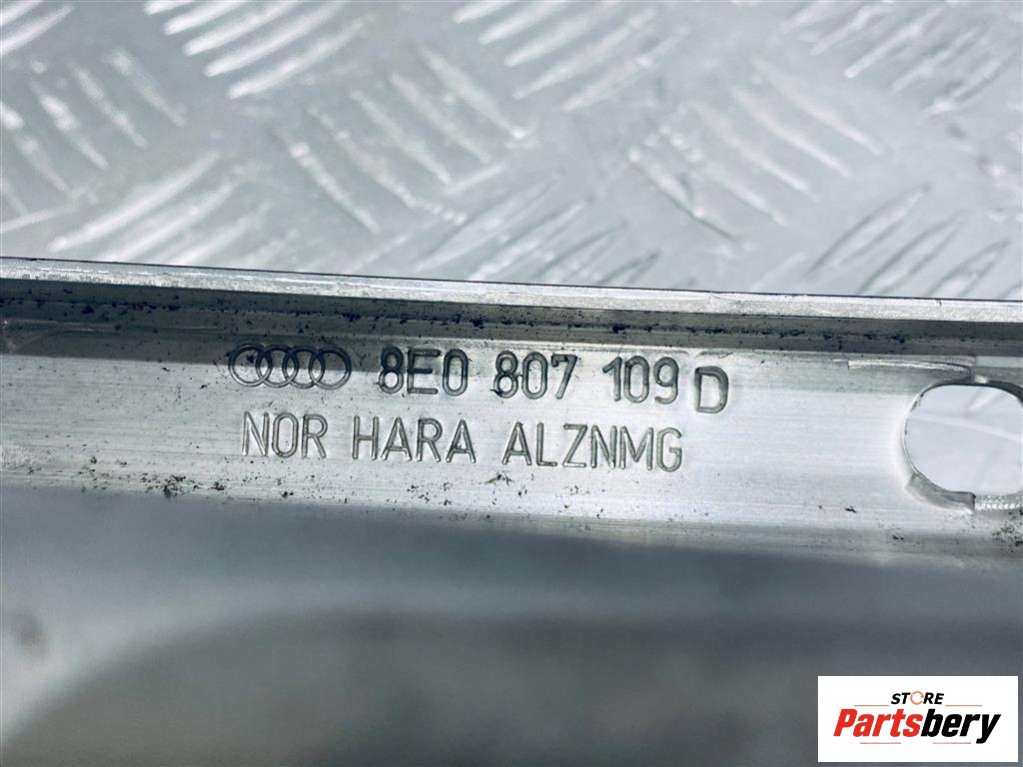 8E0 807 109 D
NOR HARA ALZNMG
STORE
Partsbery